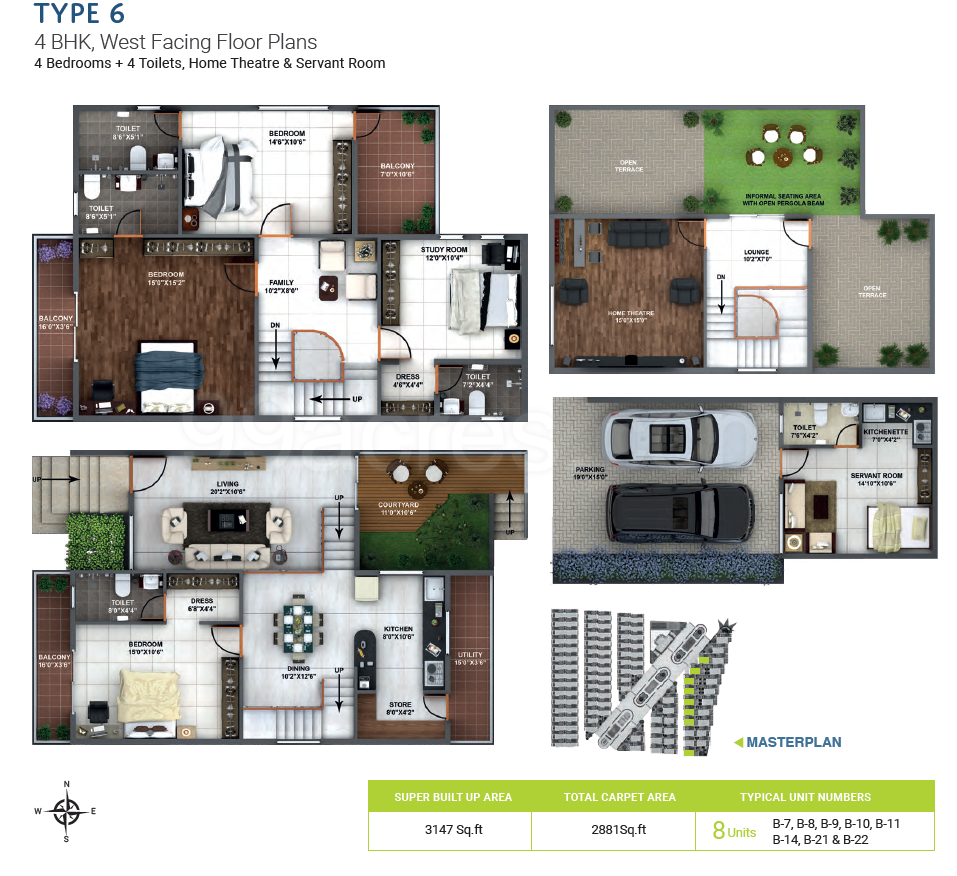 TYPE 6
4 BHK, West Facing Floor Plans
4 Bedrooms + 4 Toilets, Home Theatre & Servant Room
TOILET
8'6"X5'1"
BEDROOM
14'6"X10'6"
BALCONY
7'0"X10'6"
TOILET
8'6"X5'1"
BEDROOM
15'0"X15'2"
BALCONY
16'0"X3'6"
FAMILY
10'2"X8'0"
STUDY ROOM
12'0"X10'4"
DN
UP
DRESS
4'6"X4'4"
TOILET
7'2"X4'4"
OPEN
TERRACE
INFORMAL SEATING AREA
WITH OPEN PERGOLA BEAM
LOUNGE
10'2"X7'0"
DN
HOME THEATRE
15'0"X15'0"
OPEN
TERRACE
UP
LIVING
20'2"X10'6"
UP
COURTYARD
11'0"X10'6"
UP
TOILET
8'0"X4'4"
DRESS
6'8"X4'4"
BEDROOM
15'0"X10'6"
BALCONY
16'0"X3'6"
DINING
10'2"X12'6"
UP
KITCHEN
8'0"X10'6"
UTILITY
15'0"X3'6"
STORE
8'0"X4'2"
PARKING
19'0"X15'0"
TOILET
7'6"X4'2"
KITCHENETTE
7'0"X4'2"
SERVANT ROOM
14'10"X10'6"
MASTERPLAN
N
W E
S
SUPER BUILT UP AREA TOTAL CARPET AREA TYPICAL UNIT NUMBERS
3147 Sq.ft 2881Sq.ft 8 Units B-7, B-8, B-9, B-10, B-11
B-14, B-21 & B-22
99acres